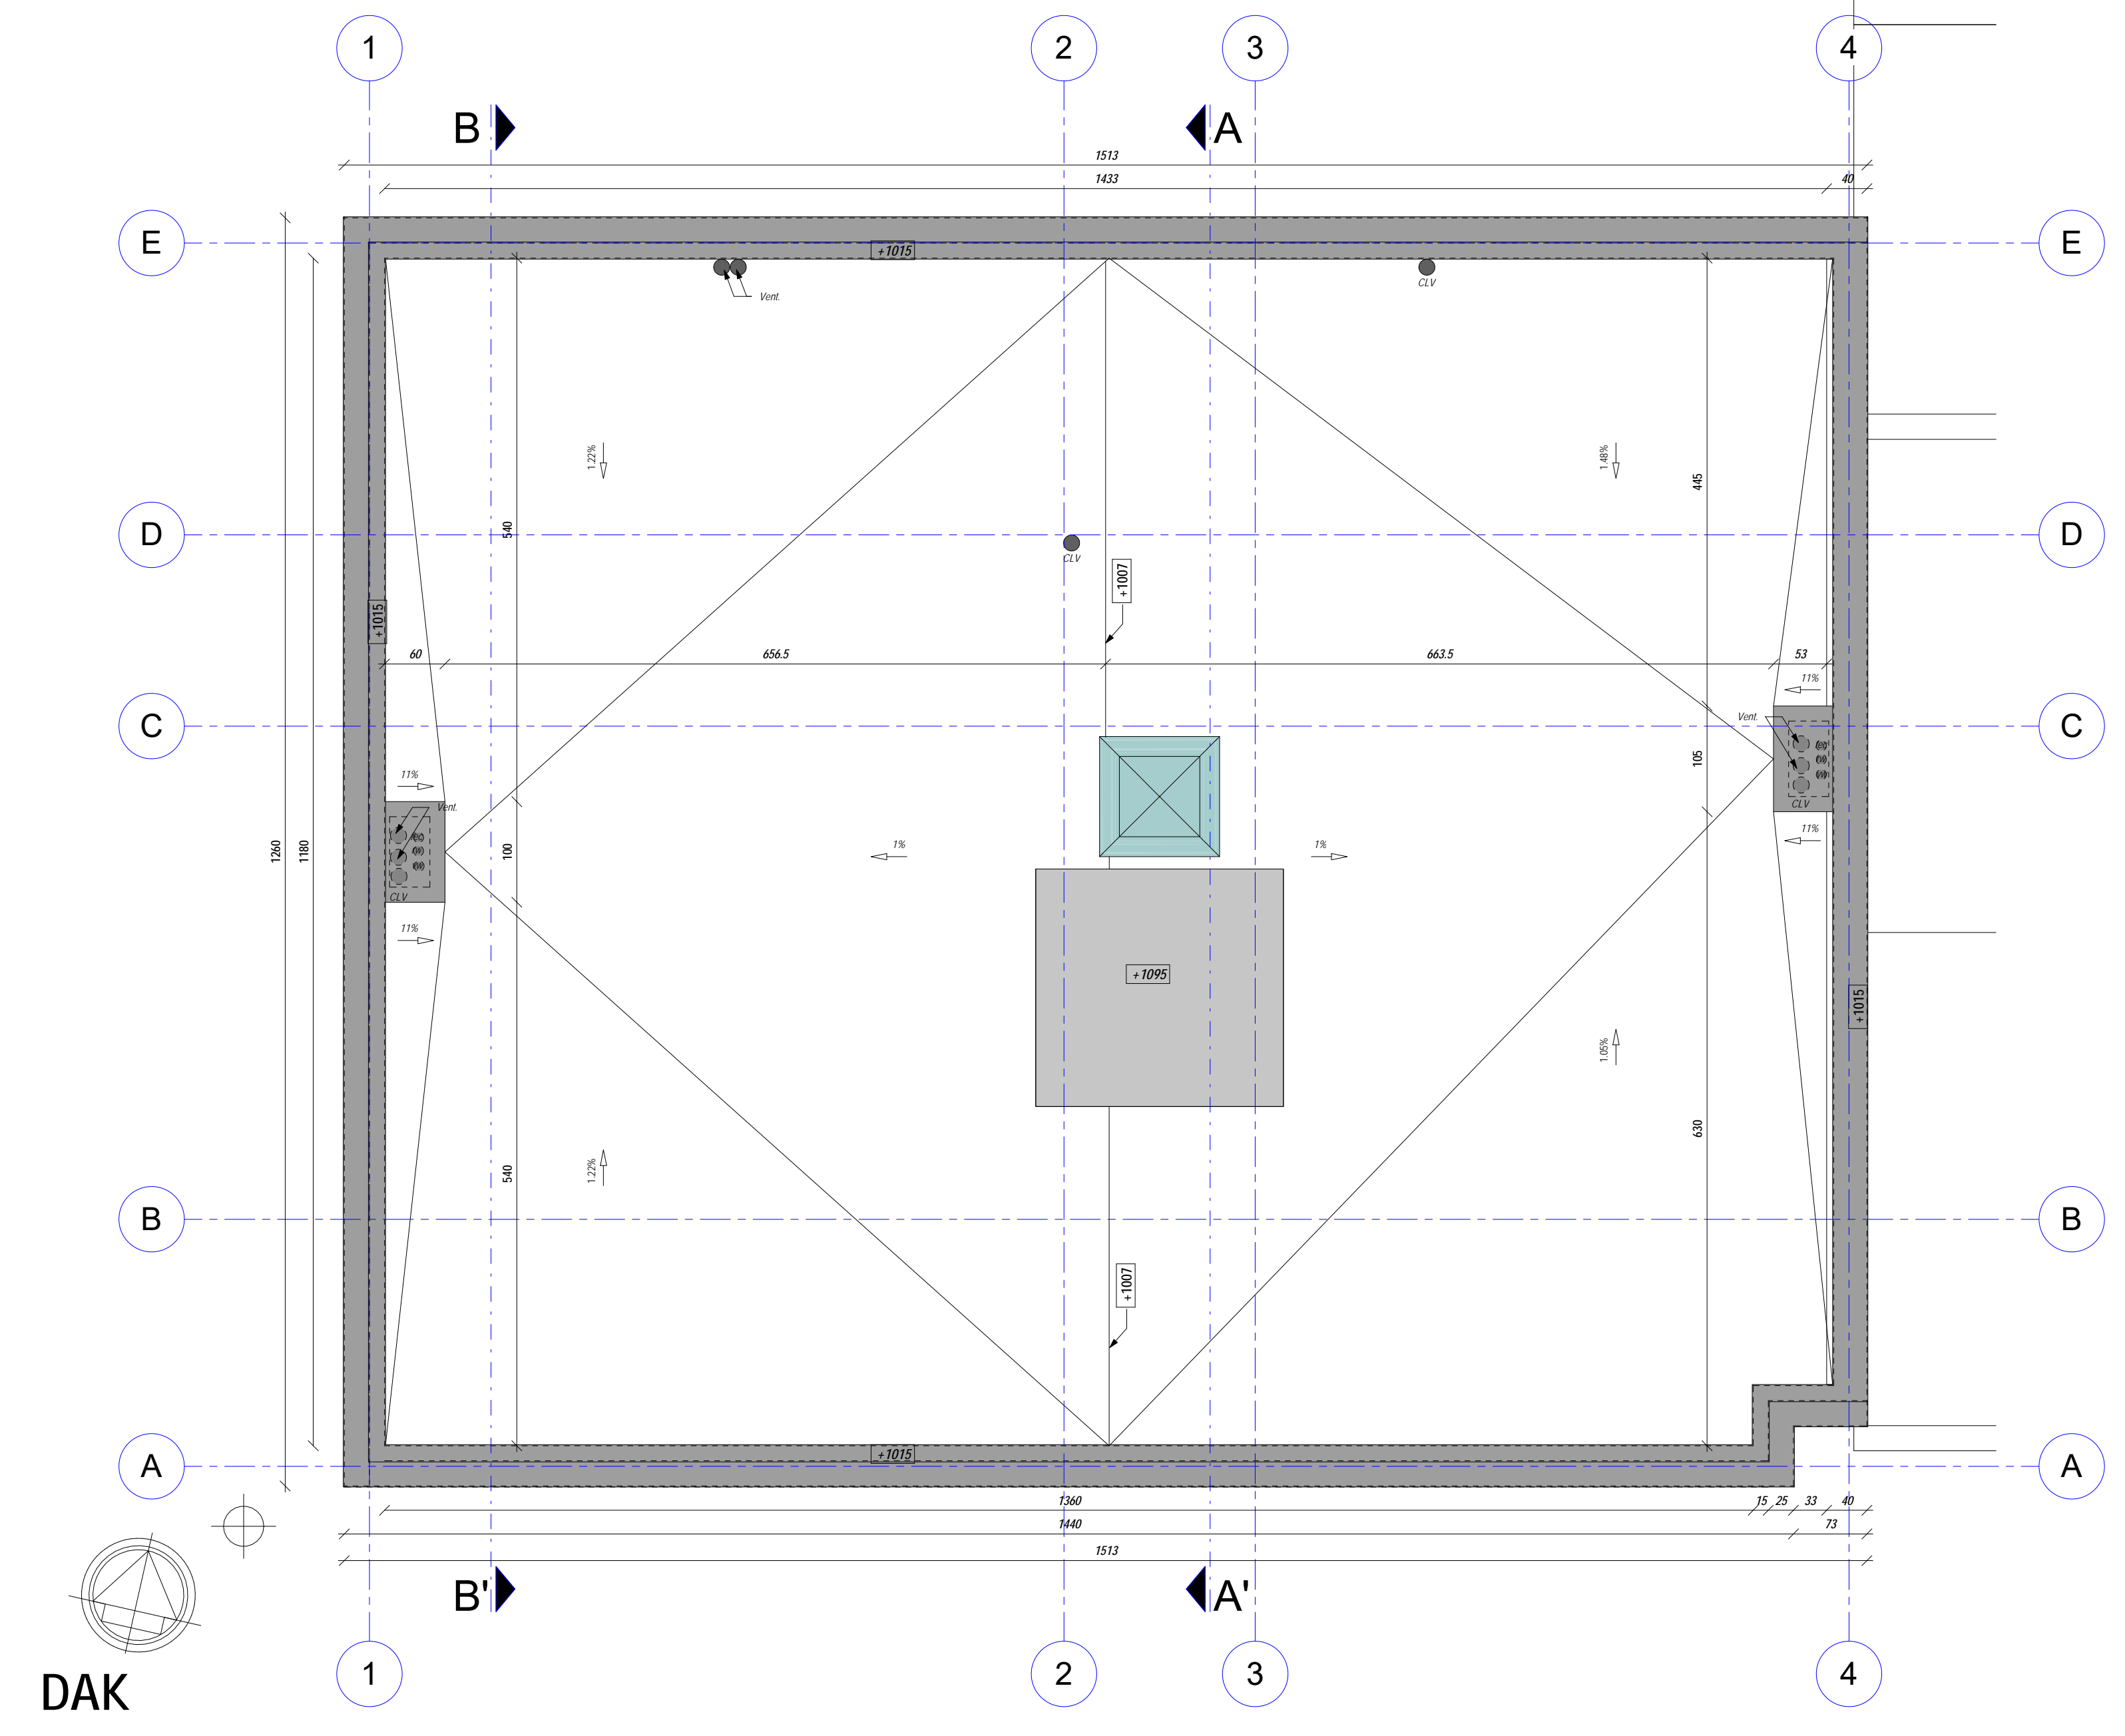 1 2 3 4
B A
1513
1433 40
E E
+1015
Vent.
CLV
1.22% 1.48%
445
540
D D
CLV
+1007
+1015
60 656.5 663.5 53
11%
C Vent. C
105
11%
Vent.
CLV
11%
1260 1180 100 1% 1%
CLV
11%
+1095
+1015
1.05%
630
540 1.22%
B B
+1007
A +1015 A
1360 15 25 33 40
1440 73
1513
B' A'
1 2 3 4
DAK